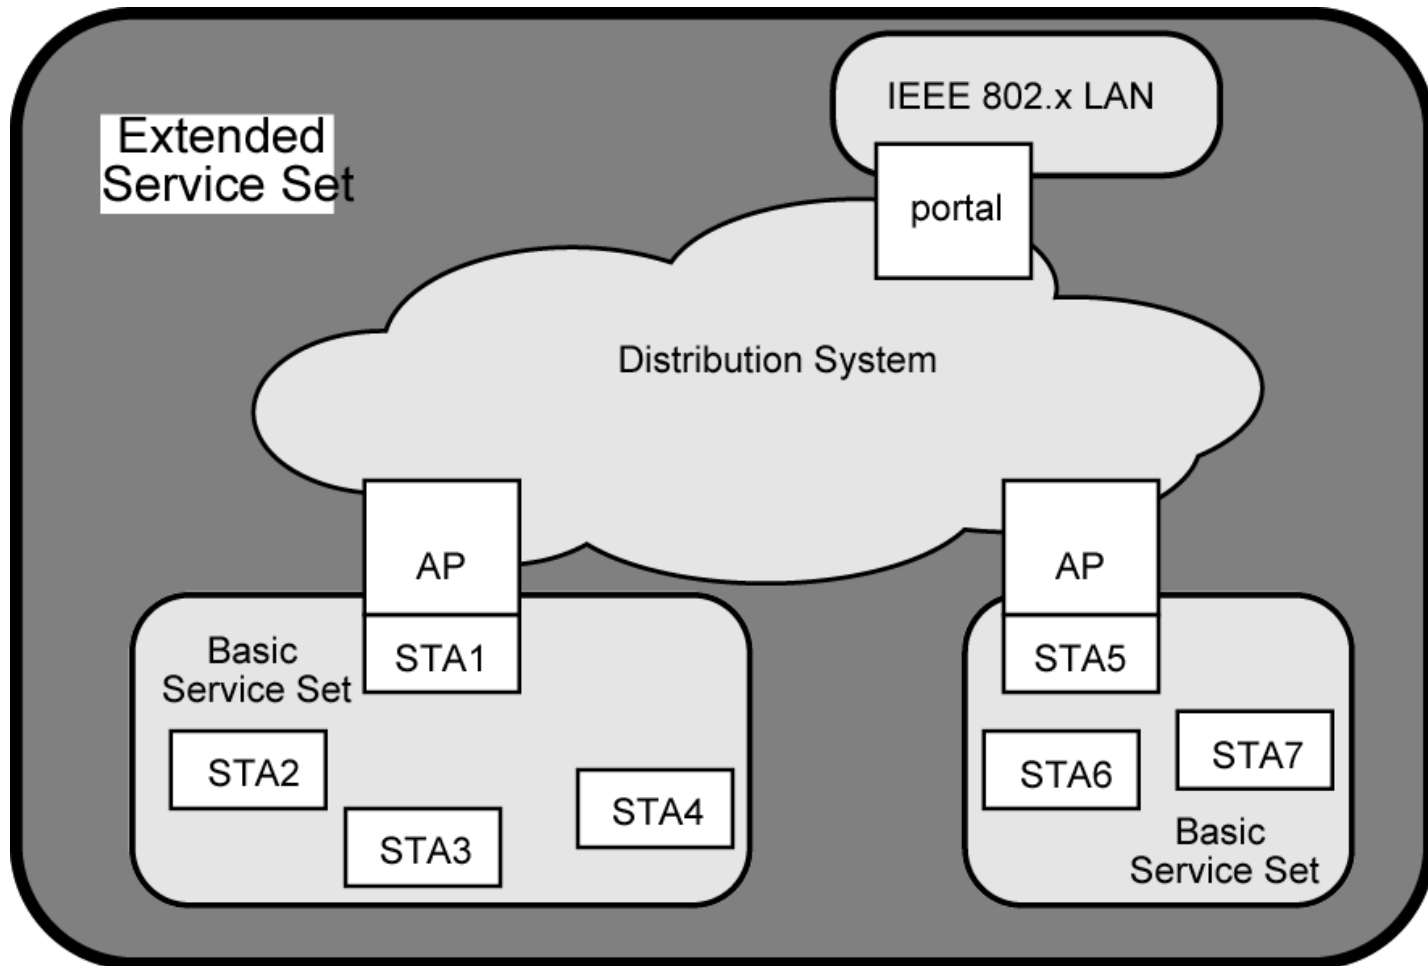 IEEE 802.x LAN
Extended
Service Set
portal
Distribution System
AP
AP
Basic
Service Set
STA1
STA5
STA2
STA3
STA4
STA6
STA7
Basic
Service Set